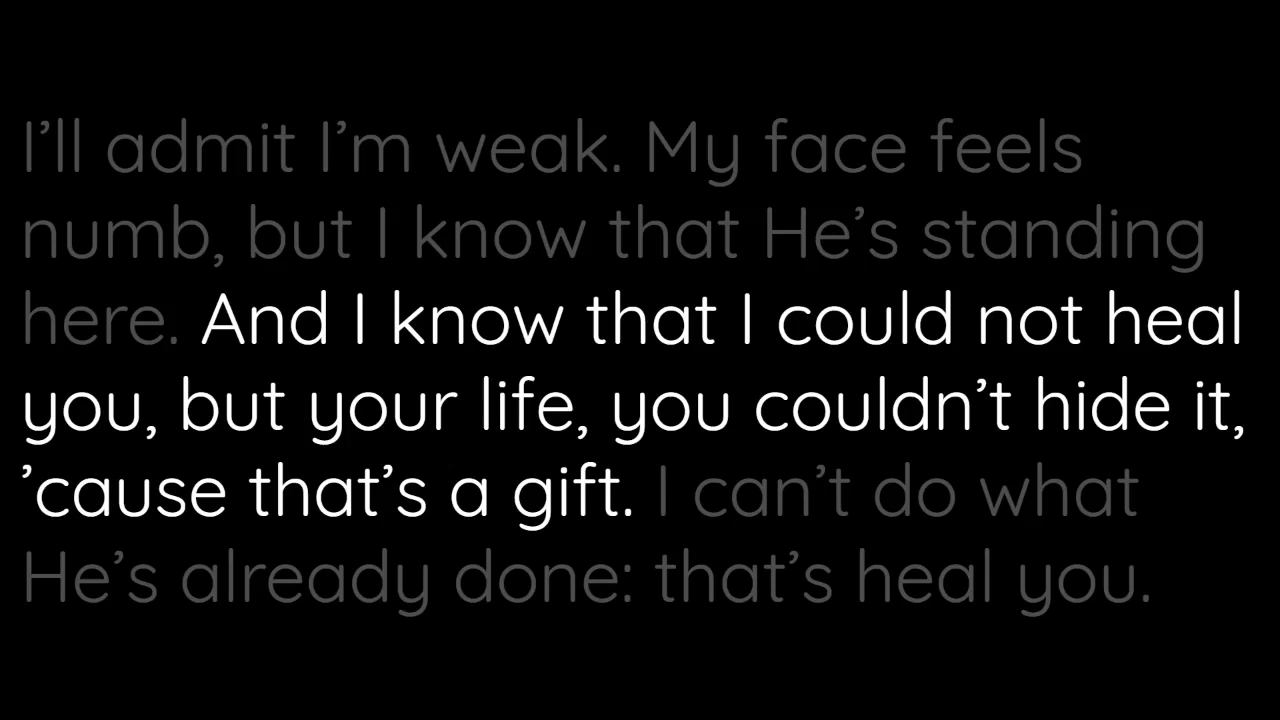 I’ll admit I’m weak. My face feels
numb, but I know that He’s standing
here. And I know that I could not heal
you, but your life, you couldn’t hide it,
’cause that’s a gift. I can’t do what
He’s already done: that’s heal you.